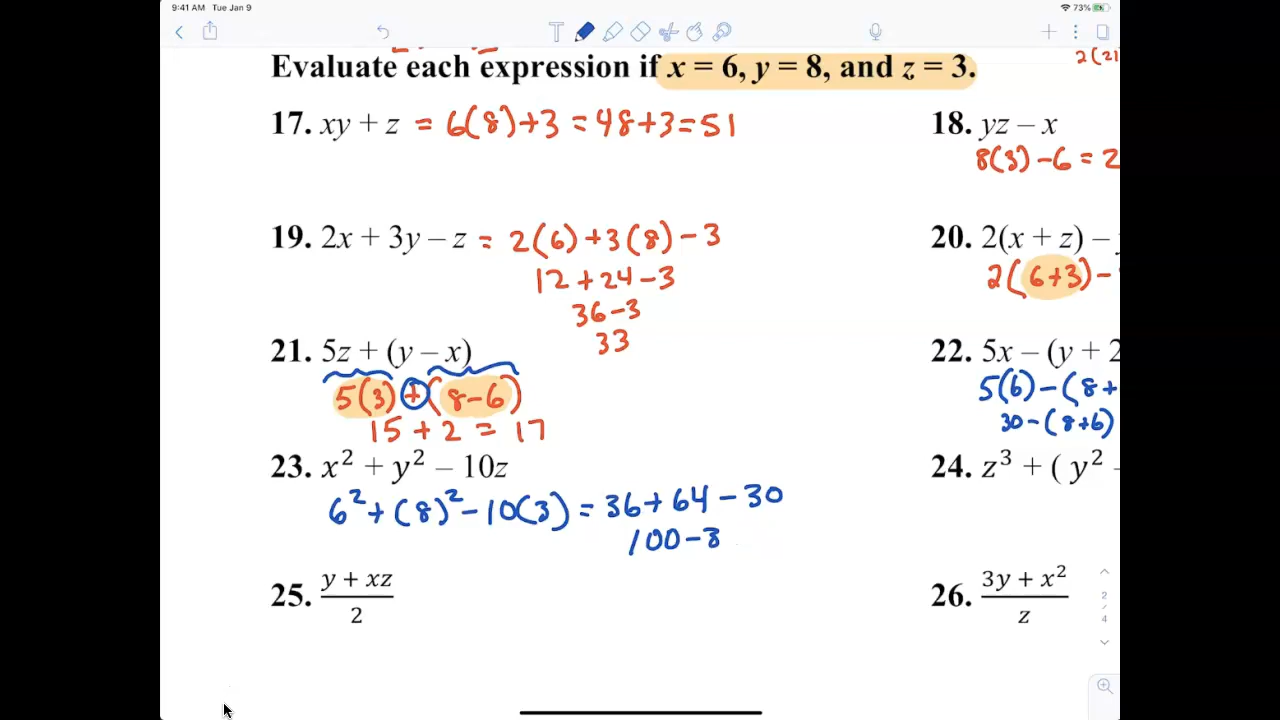 9:41 AM Tue Jan 9
73%
2(21
Evaluate each expression if x = 6, y = 8, and z = 3.
17. xy + z = 6(8)+3 = 48+3 = 51
18. yz – x
8(3) -6 = 2
19. 2x + 3y – z = 2(6)+3(8)-3
12 + 24 -3
36-3
33
20. 2(x + z) –
2(6+3)-
21. 5z + (y – x)
5(3) + (8-6)
15 + 2 = 17
22. 5x – (y + 2
5(6) - (8+
30 - (8+6)
23. x² + y² – 10z
6² + (8)² - 10(3) = 36 + 64 - 30
100 - 3
24. z³ + ( y² –
25. y + xz
2
26. 3y + x²
z
2
/
4